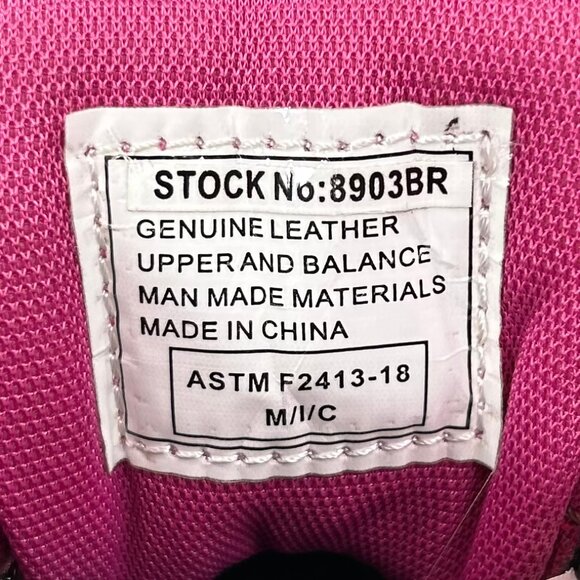 STOCK No:8903BR
GENUINE LEATHER
UPPER AND BALANCE
MAN MADE MATERIALS
MADE IN CHINA
ASTM F2413-18
M/I/C